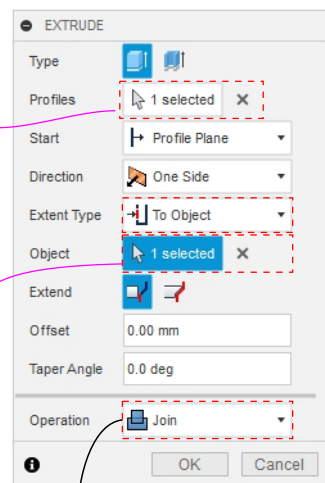 EXTRUDE
Type
Profiles 1 selected
Start Profile Plane
Direction One Side
Extent Type To Object
Object 1 selected
Extend
Offset 0.00 mm
Taper Angle 0.0 deg
Operation Join
OK Cancel